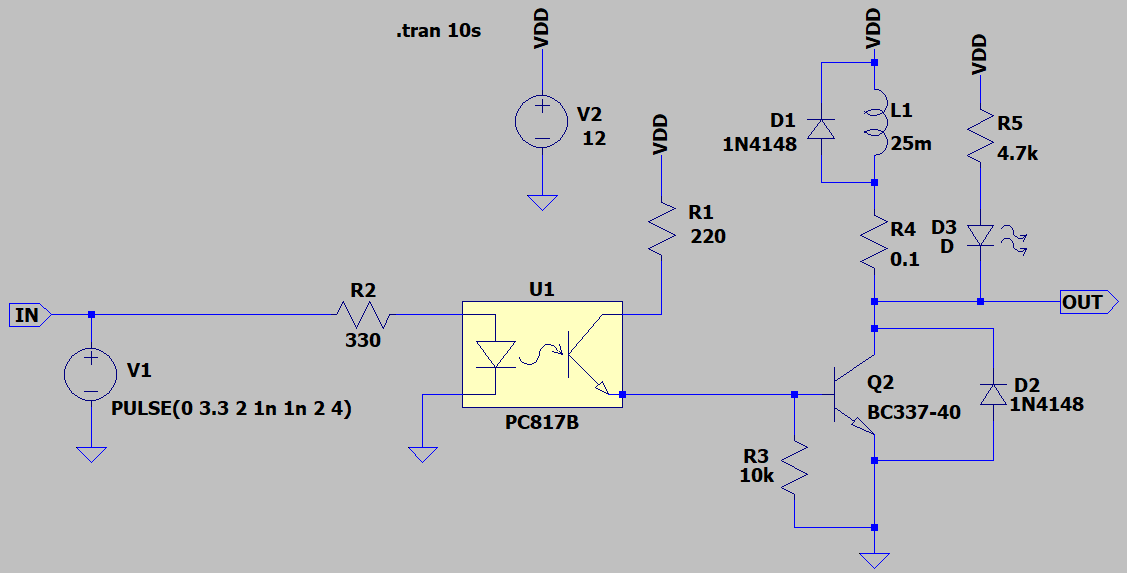 .tran 10s
VDD
V2
12
VDD
R1
220
VDD
D1
1N4148
L1
25m
VDD
R5
4.7k
R4
0.1
D3
D
OUT
IN
V1
PULSE(0 3.3 2 1n 1n 2 4)
R2
330
U1
PC817B
R3
10k
Q2
BC337-40
D2
1N4148